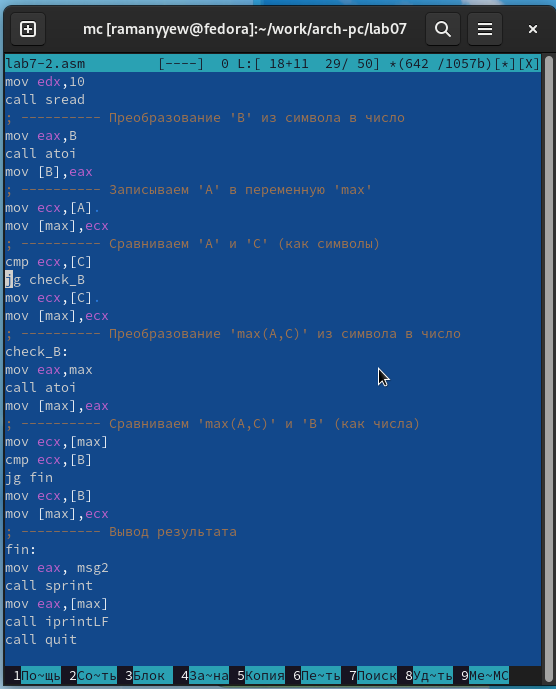 mc [ramanyyew@fedora]:~/work/arch-pc/lab07
lab7-2.asm [----] 0 L:[ 18+11 29/ 50] *(642 /1057b)[*][X]
mov edx,10
call sread
; ---------- Преобразование 'B' из символа в число
mov eax,B
call atoi
mov [B],eax
; ---------- Записываем 'A' в переменную 'max'
mov ecx,[A].
mov [max],ecx
; ---------- Сравниваем 'A' и 'C' (как символы)
cmp ecx,[C]
jg check_B
mov ecx,[C].
mov [max],ecx
; ---------- Преобразование 'max(A,C)' из символа в число
check_B:
mov eax,max
call atoi
mov [max],eax
; ---------- Сравниваем 'max(A,C)' и 'B' (как числа)
mov ecx,[max]
cmp ecx,[B]
jg fin
mov ecx,[B]
mov [max],ecx
; ---------- Вывод результата
fin:
mov eax, msg2
call sprint
mov eax,[max]
call iprintLF
call quit
1По~щь 2Со~ть 3Блок 4За~на 5Копия 6Пе~ть 7Поиск 8Уд~ть 9Ме~MC